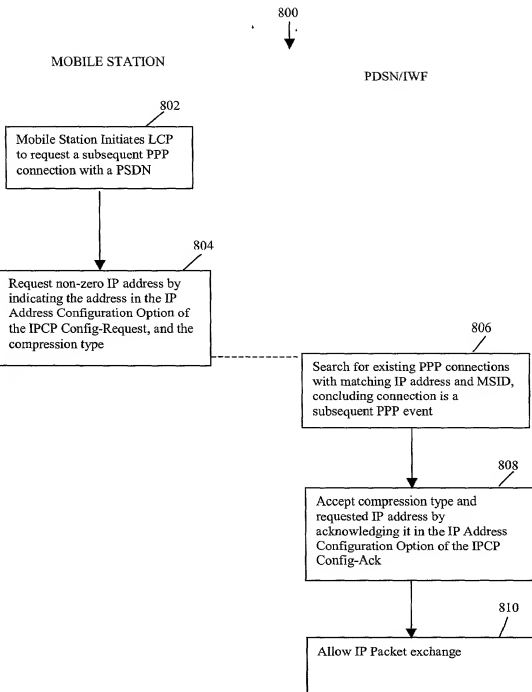 800
MOBILE STATION
PDSN/IWF
802
Mobile Station Initiates LCP
to request a subsequent PPP
connection with a PSDN
804
Request non-zero IP address by
indicating the address in the IP
Address Configuration Option of
the IPCP Config-Request, and the
compression type
806
Search for existing PPP connections
with matching IP address and MSID,
concluding connection is a
subsequent PPP event
808
Accept compression type and
requested IP address by
acknowledging it in the IP Address
Configuration Option of the IPCP
Config-Ack
810
Allow IP Packet exchange